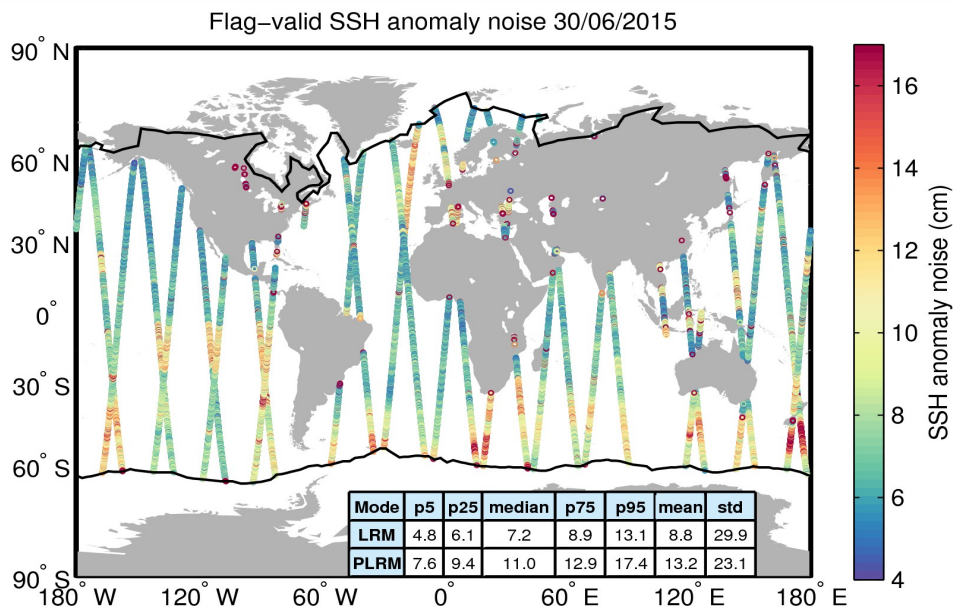 Flag−valid SSH anomaly noise 30/06/2015
90° N
60° N
30° N
0°
30° S
60° S
90° S
180° W 120° W 60° W 0° 60° E 120° E 180° E
Mode p5 p25 median p75 p95 mean std
LRM 4.8 6.1 7.2 8.9 13.1 8.8 29.9
PLRM 7.6 9.4 11.0 12.9 17.4 13.2 23.1
16
14
12
10
8
6
4
SSH anomaly noise (cm)